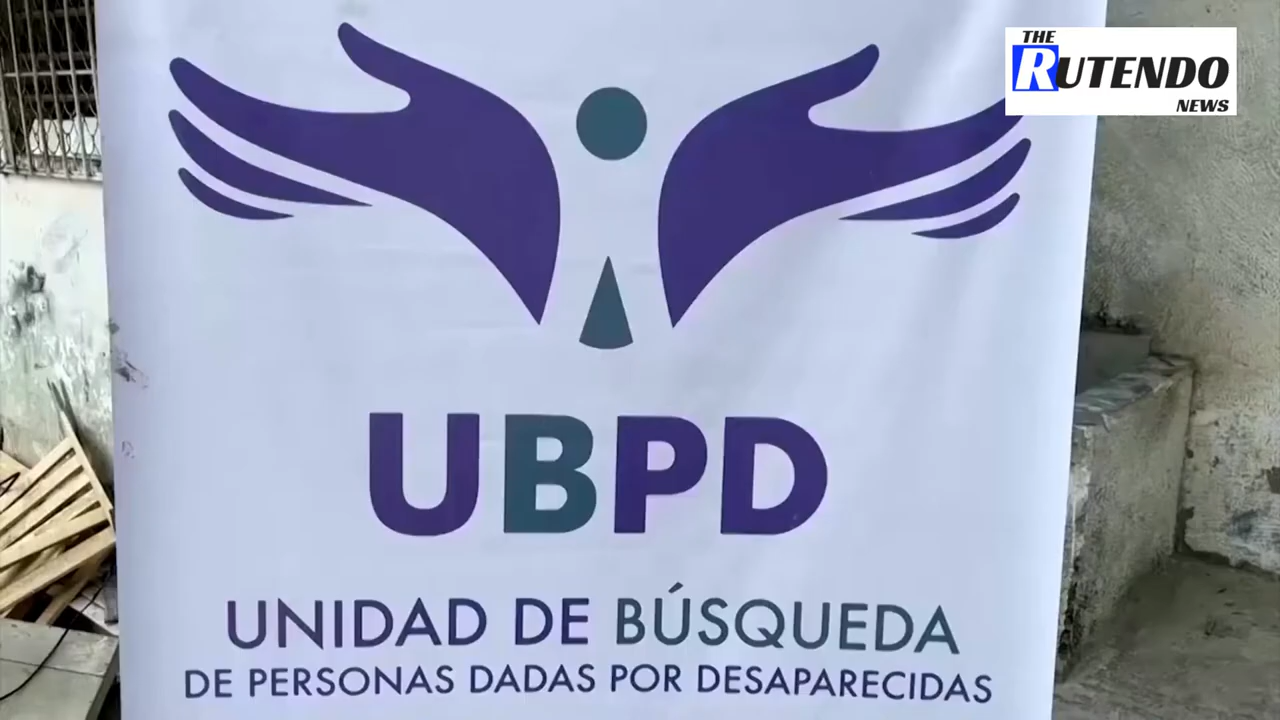 THE
RUTENDO
NEWS
UBPD
UNIDAD DE BÚSQUEDA
DE PERSONAS DADAS POR DESAPARECIDAS